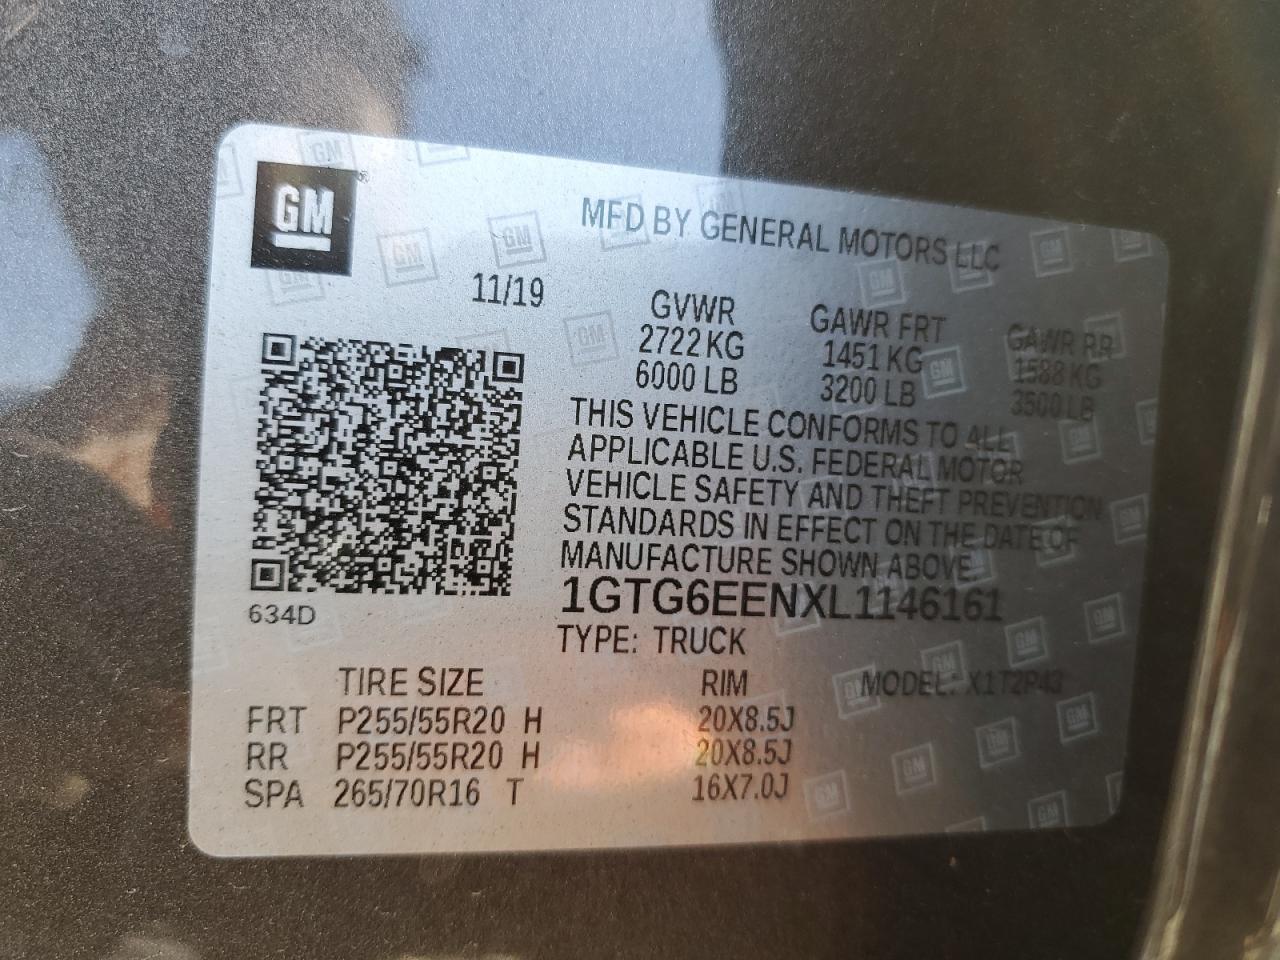 GM
MFD BY GENERAL MOTORS LLC
11/19
GVWR GAWR FRT GAWR RR
2722 KG 1451 KG 1588 KG
6000 LB 3200 LB 3500 LB
THIS VEHICLE CONFORMS TO ALL
APPLICABLE U.S. FEDERAL MOTOR
VEHICLE SAFETY AND THEFT PREVENTION
STANDARDS IN EFFECT ON THE DATE OF
MANUFACTURE SHOWN ABOVE.
1GTG6EENXL1146161
634D
TYPE: TRUCK
TIRE SIZE RIM MODEL: X1T2P43
FRT P255/55R20 H 20X8.5J
RR P255/55R20 H 20X8.5J
SPA 265/70R16 T 16X7.0J